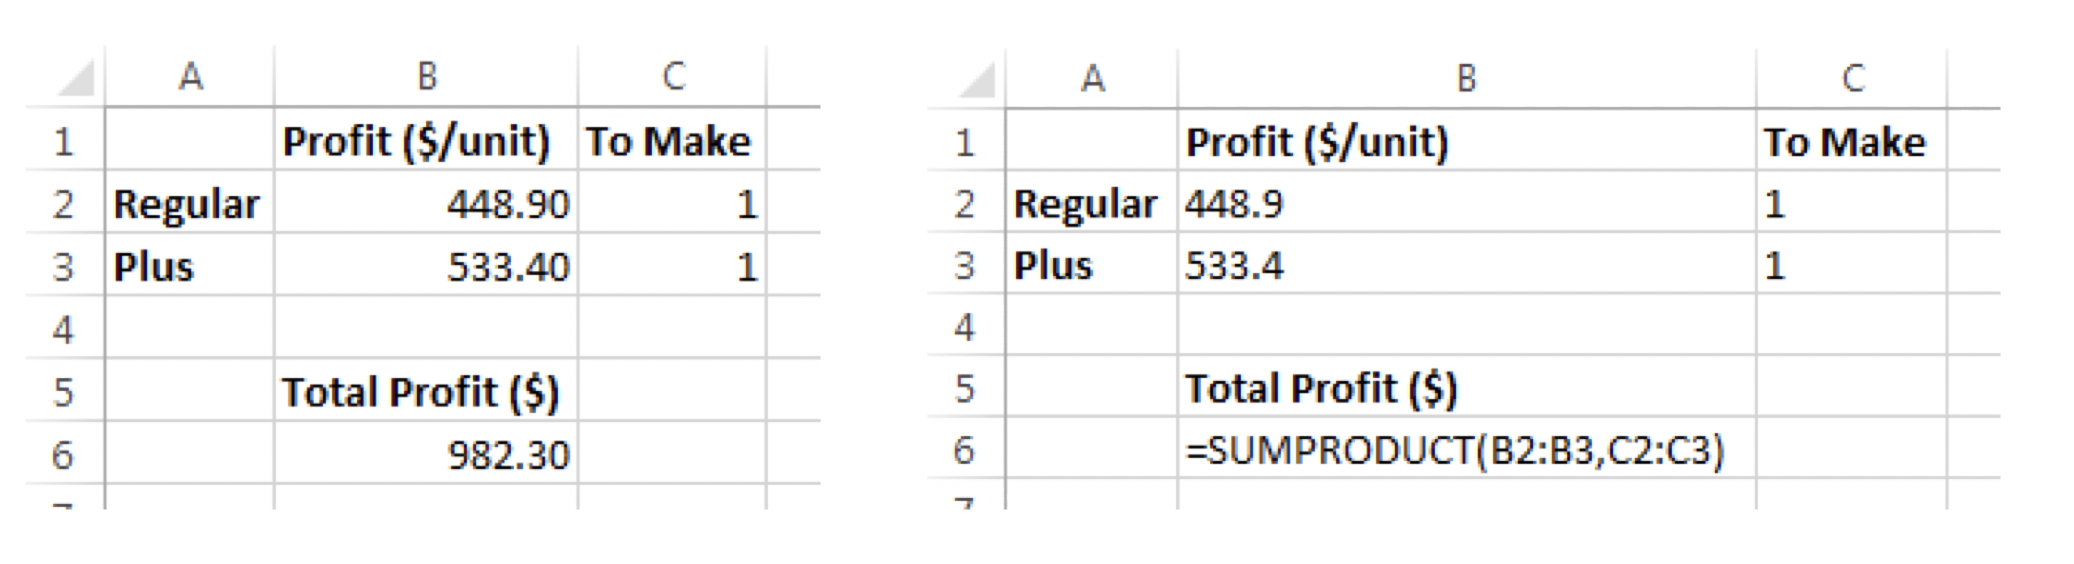 A B C
1 Profit ($/unit) To Make
2 Regular 448.90 1
3 Plus 533.40 1
4
5 Total Profit ($)
6 982.30
A B C
1 Profit ($/unit) To Make
2 Regular 448.9 1
3 Plus 533.4 1
4
5 Total Profit ($)
6 =SUMPRODUCT(B2:B3,C2:C3)